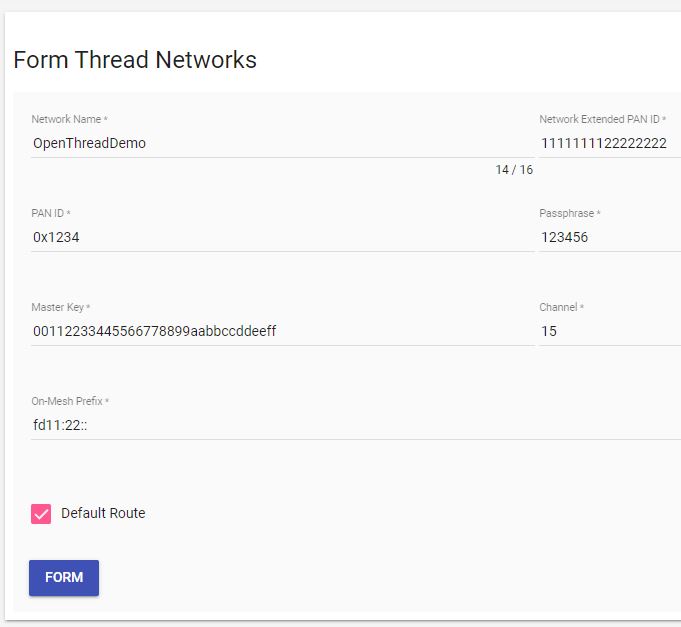 Form Thread Networks
Network Name *
Network Extended PAN ID *
OpenThreadDemo
1111111122222222
14 / 16
PAN ID *
Passphrase *
0x1234
123456
Master Key *
Channel *
00112233445566778899aabbccddeeff
15
On-Mesh Prefix *
fd11:22::
Default Route
FORM